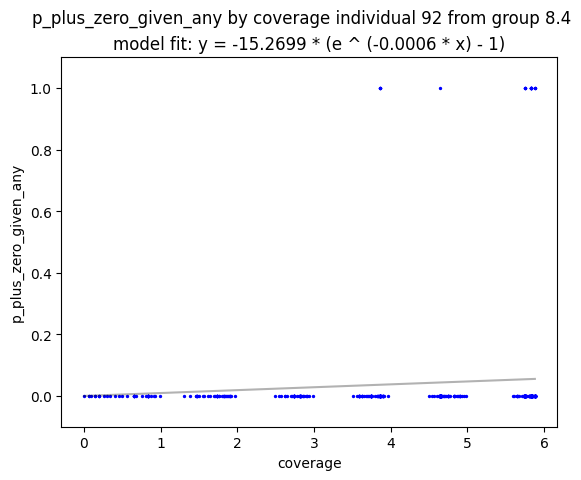 p_plus_zero_given_any by coverage individual 92 from group 8.4
model fit: y = -15.2699 * (e ^ (-0.0006 * x) - 1)
1.0
0.8
0.6
0.4
0.2
0.0
p_plus_zero_given_any
0 1 2 3 4 5 6
coverage